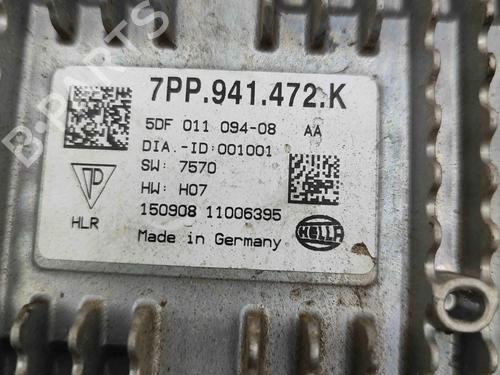 7PP.941.472.K
5DF 011 094-08 AA
DIA.-ID:001001
SW: 7570
HW: H07
HLR
150908 11006395
Made in Germany
HELLA
B-PARTS